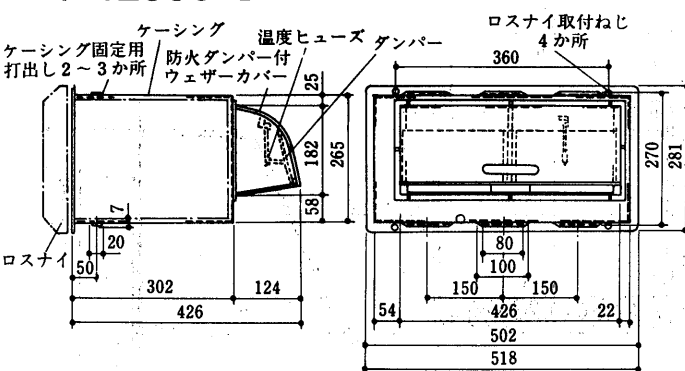 ケーシング
ケーシング固定用
打出し2～3か所
防火ダンパー付
ウェザーカバー
温度ヒューズ
ダンパー
ロスナイ取付ねじ
4か所
360
25
182
265
58
270
281
7
20
50
ロスナイ
302
124
426
80
100
150
150
54
426
22
502
518